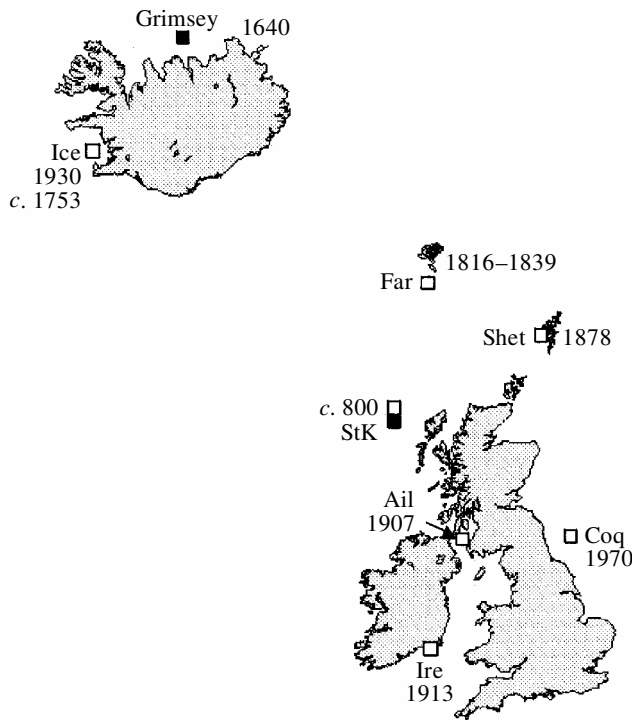 Grimsey
1640
Ice
1930
c. 1753
1816–1839
Far
Shet
1878
c. 800
StK
Ail
1907
Coq
1970
Ire
1913